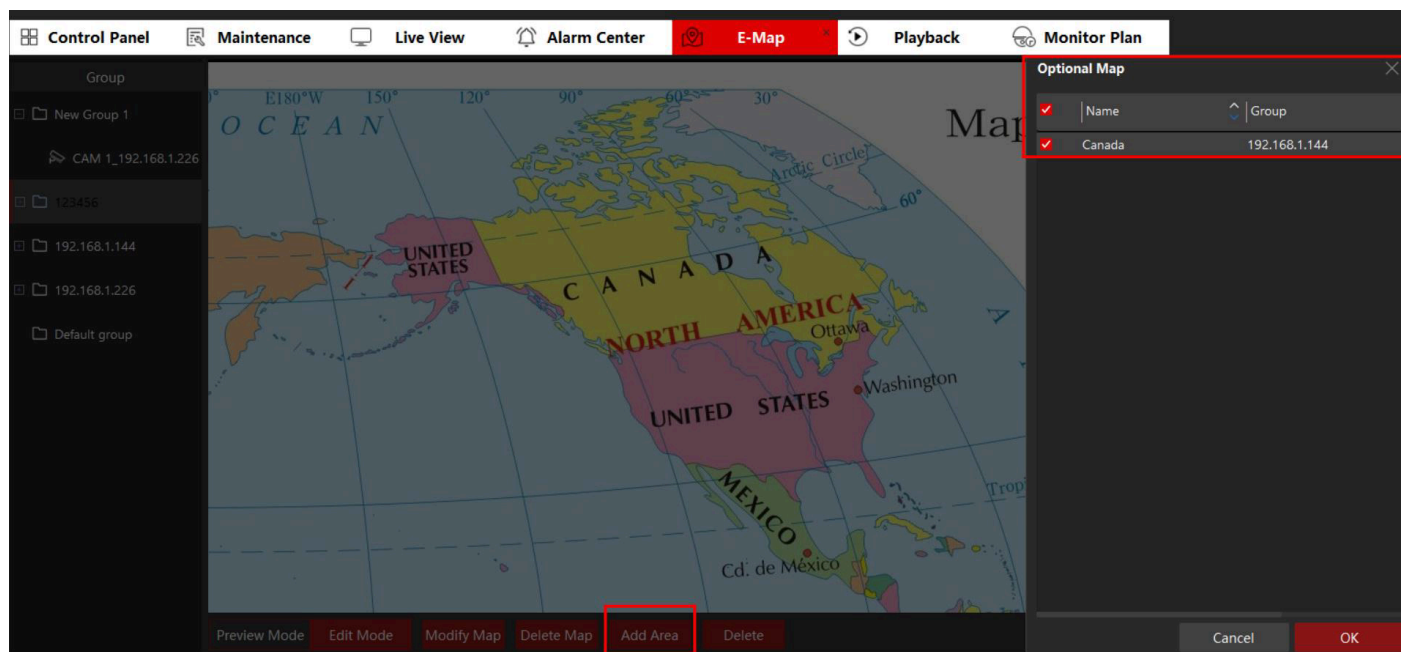 Control Panel
Maintenance
Live View
Alarm Center
E-Map
Playback
Monitor Plan
Group
New Group 1
CAM 1_192.168.1.226
123456
192.168.1.144
192.168.1.226
Default group
E180°W 150° 120° 90° 60° 30°
OCEAN
Map
Arctic Circle
60°
UNITED
STATES
CANADA
NORTH AMERICA
Ottawa
A
Washington
UNITED STATES
MEXICO
Trop
Cd. de México
Preview Mode
Edit Mode
Modify Map
Delete Map
Add Area
Delete
Optional Map
Name Group
Canada 192.168.1.144
Cancel
OK